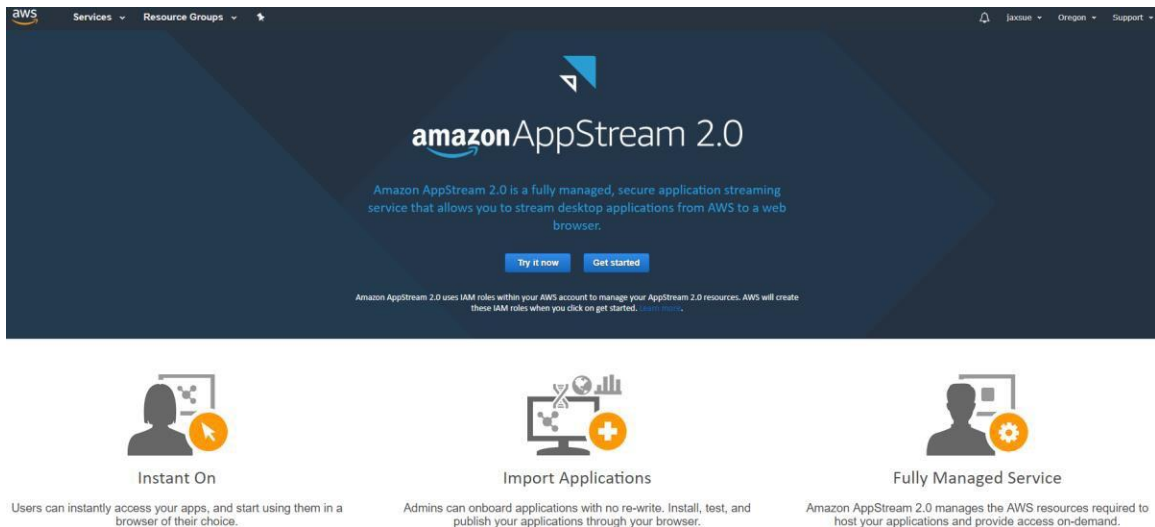 aws Services Resource Groups jaxsue Oregon Support
amazon AppStream 2.0
Amazon AppStream 2.0 is a fully managed, secure application streaming
service that allows you to stream desktop applications from AWS to a web
browser.
Try it now Get started
Amazon AppStream 2.0 uses IAM roles within your AWS account to manage your AppStream 2.0 resources. AWS will create
these IAM roles when you click on get started. Learn more.
Instant On
Users can instantly access your apps, and start using them in a
browser of their choice.
Import Applications
Admins can onboard applications with no re-write. Install, test, and
publish your applications through your browser.
Fully Managed Service
Amazon AppStream 2.0 manages the AWS resources required to
host your applications and provide access on-demand.